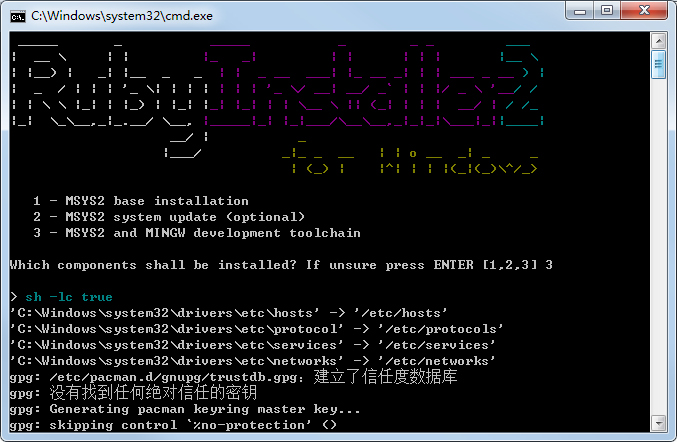 C:\Windows\system32\cmd.exe
RubyInstaller2
for Windows
1 - MSYS2 base installation
2 - MSYS2 system update (optional)
3 - MSYS2 and MINGW development toolchain
Which components shall be installed? If unsure press ENTER [1,2,3] 3
> sh -lc true
'C:\Windows\system32\drivers\etc\hosts' -> '/etc/hosts'
'C:\Windows\system32\drivers\etc\protocol' -> '/etc/protocols'
'C:\Windows\system32\drivers\etc\services' -> '/etc/services'
'C:\Windows\system32\drivers\etc\networks' -> '/etc/networks'
gpg: /etc/pacman.d/gnupg/trustdb.gpg：建立了信任度数据库
gpg: 没有找到任何绝对信任的密钥
gpg: Generating pacman keyring master key...
gpg: skipping control `%no-protection' ()